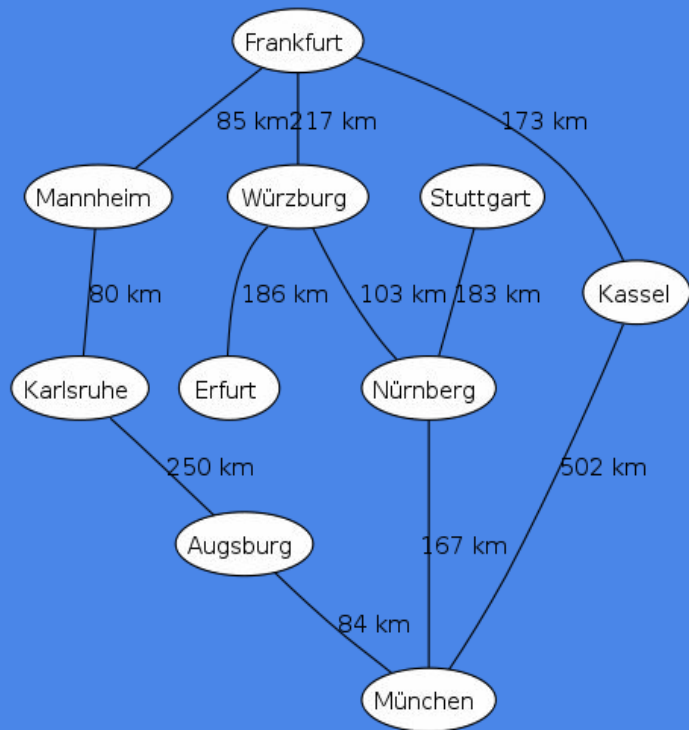 Frankfurt
85 km
217 km
173 km
Mannheim
Würzburg
Stuttgart
Kassel
80 km
186 km
103 km
183 km
Karlsruhe
Erfurt
Nürnberg
250 km
502 km
Augsburg
167 km
84 km
München